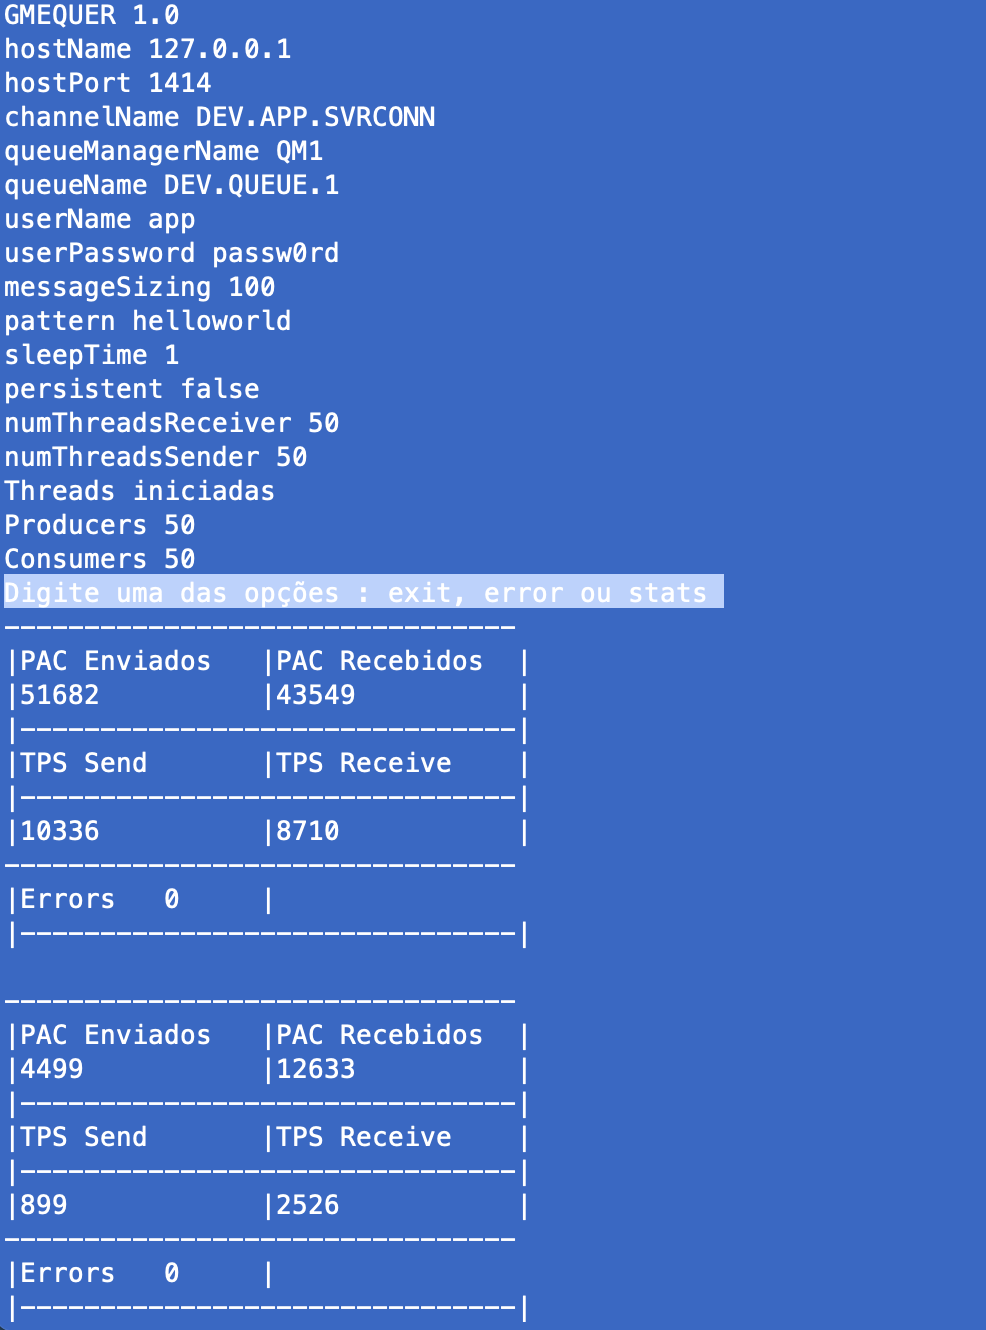 GMEQUER 1.0
hostName 127.0.0.1
hostPort 1414
channelName DEV.APP.SVRCONN
queueManagerName QM1
queueName DEV.QUEUE.1
userName app
userPassword passw0rd
messageSizing 100
pattern helloworld
sleepTime 1
persistent false
numThreadsReceiver 50
numThreadsSender 50
Threads iniciadas
Producers 50
Consumers 50
Digite uma das opções : exit, error ou stats
--------------------------------
|PAC Enviados   |PAC Recebidos  |
|51682          |43549          |
|-------------------------------|
|TPS Send       |TPS Receive    |
|-------------------------------|
|10336          |8710           |
--------------------------------
|Errors   0     |
|-------------------------------|

--------------------------------
|PAC Enviados   |PAC Recebidos  |
|4499           |12633          |
|-------------------------------|
|TPS Send       |TPS Receive    |
|-------------------------------|
|899            |2526           |
--------------------------------
|Errors   0     |
|-------------------------------|